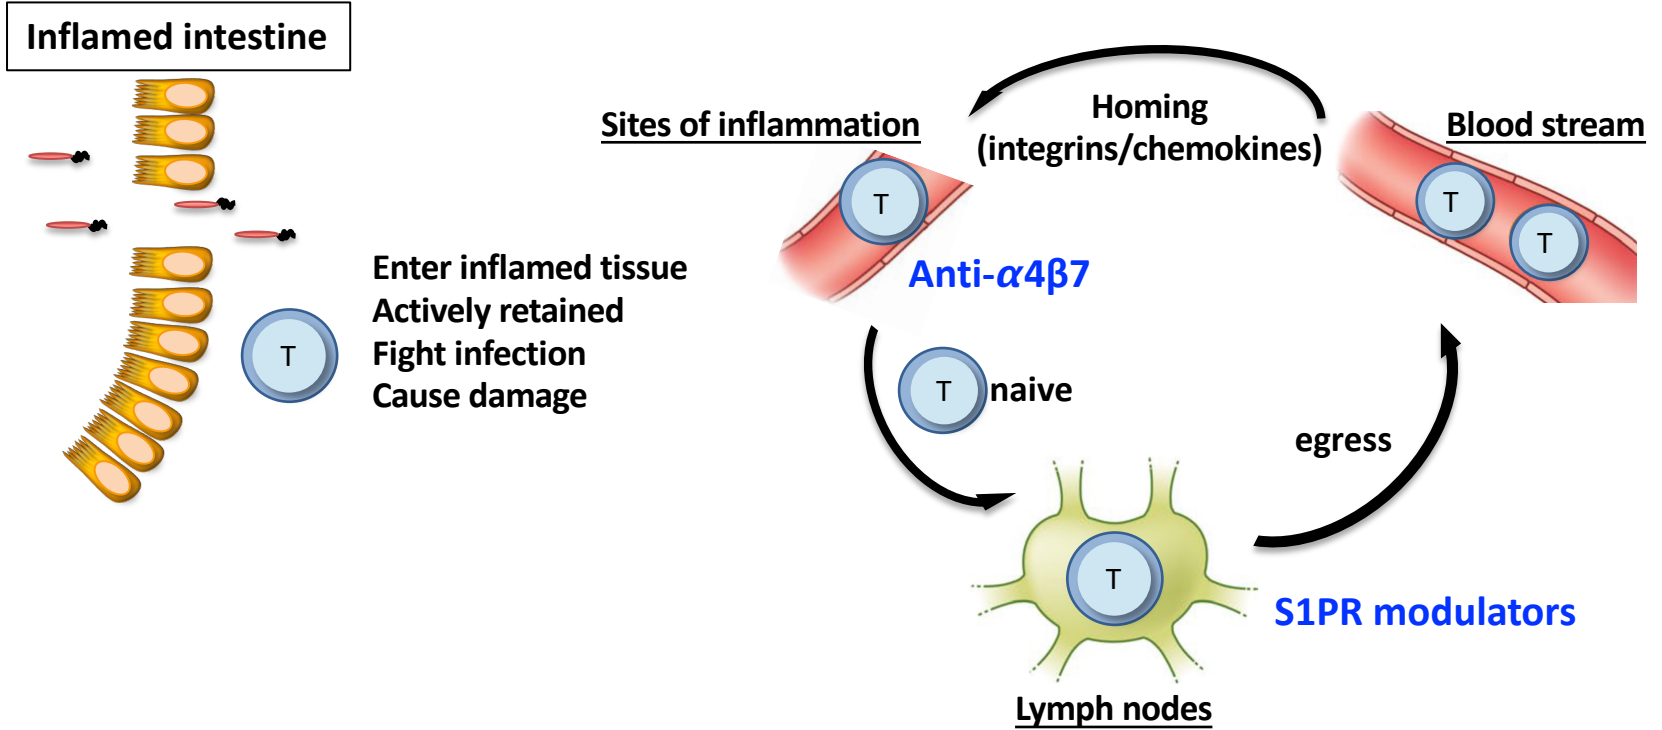 Inflamed intestine
T
Enter inflamed tissue
Actively retained
Fight infection
Cause damage
Sites of inflammation
T
Anti-α4β7
Homing
(integrins/chemokines)
Blood stream
T
T
T naive
egress
T
S1PR modulators
Lymph nodes